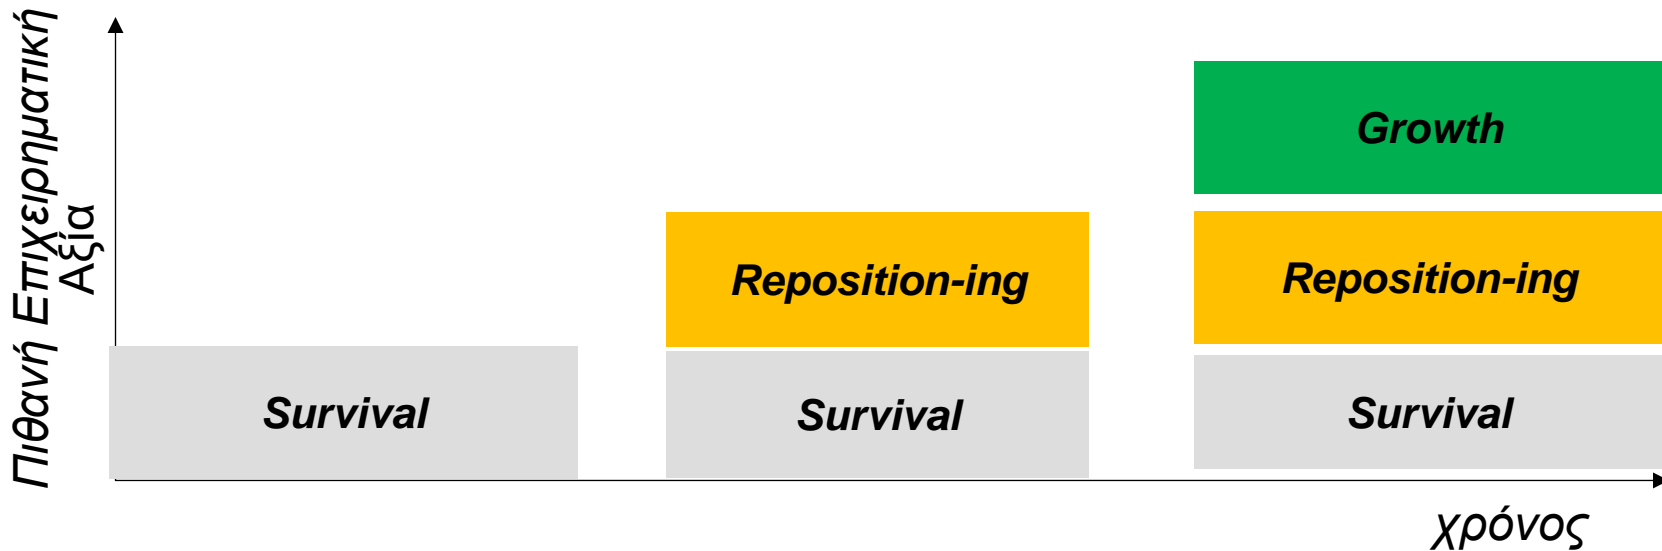 Πιθανή Επιχειρηματική
Αξία
Growth
Reposition-ing
Reposition-ing
Survival
Survival
Survival
χρόνος